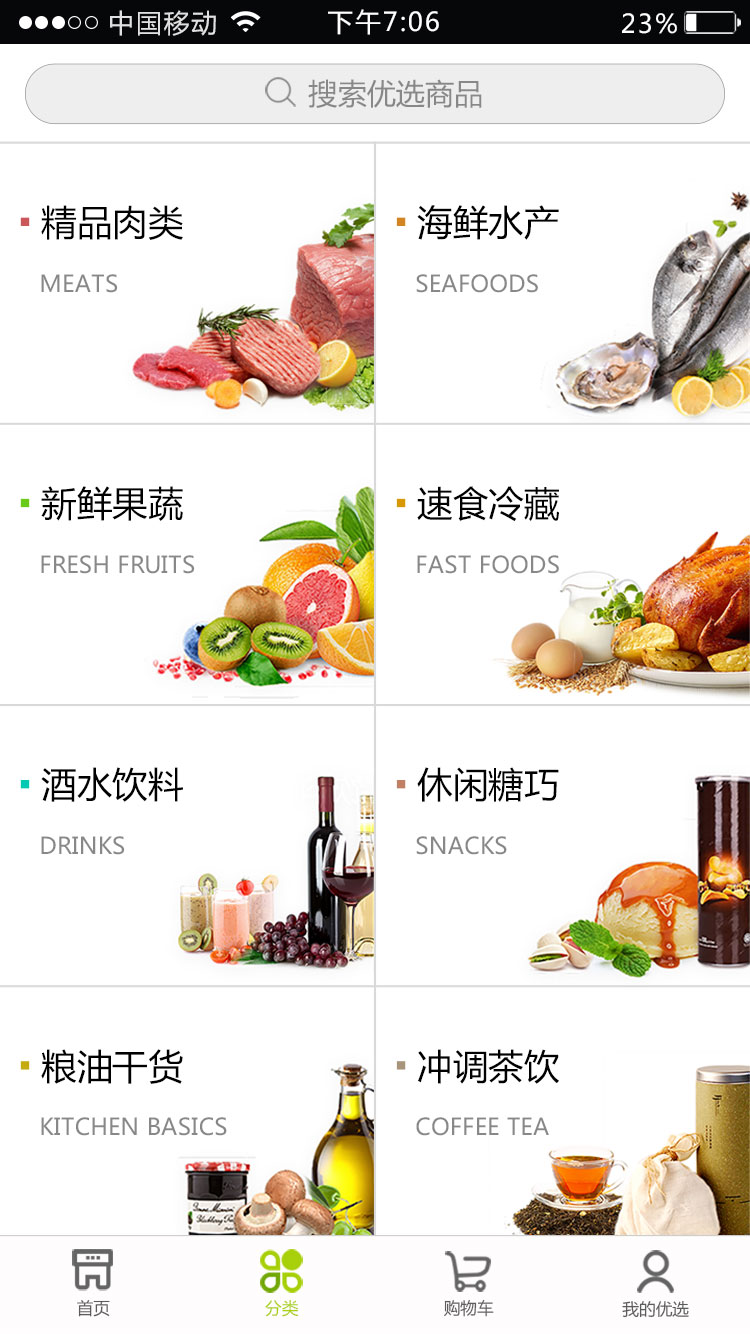 中国移动
下午7:06
23%
搜索优选商品
精品肉类
MEATS
海鲜水产
SEAFOODS
新鲜果蔬
FRESH FRUITS
速食冷藏
FAST FOODS
酒水饮料
DRINKS
休闲糖巧
SNACKS
粮油干货
KITCHEN BASICS
冲调茶饮
COFFEE TEA
首页
分类
购物车
我的优选